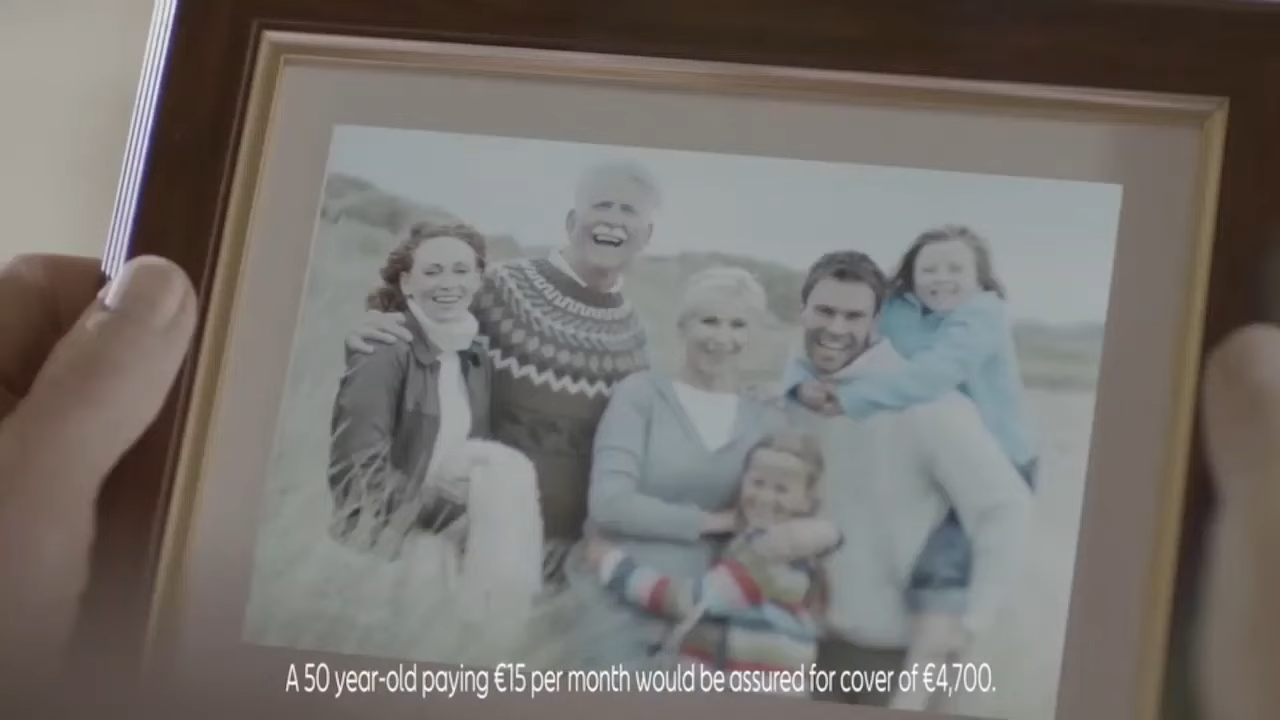 A 50 year-old paying €15 per month would be assured for cover of €4,700.